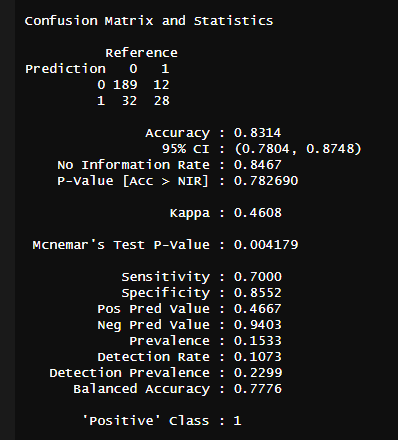 Confusion Matrix and Statistics
Reference
Prediction 0 1
0 189 12
1 32 28
Accuracy : 0.8314
95% CI : (0.7804, 0.8748)
No Information Rate : 0.8467
P-Value [Acc > NIR] : 0.782690
Kappa : 0.4608
Mcnemar's Test P-Value : 0.004179
Sensitivity : 0.7000
Specificity : 0.8552
Pos Pred Value : 0.4667
Neg Pred Value : 0.9403
Prevalence : 0.1533
Detection Rate : 0.1073
Detection Prevalence : 0.2299
Balanced Accuracy : 0.7776
'Positive' Class : 1